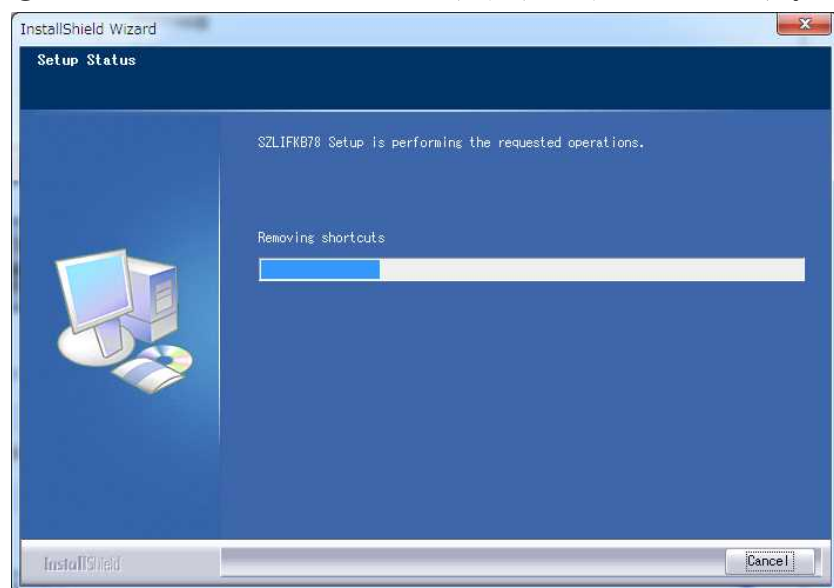 InstallShield Wizard
Setup Status
SZLIFKB78 Setup is performing the requested operations.
Removing shortcuts
InstallShield
Cancel